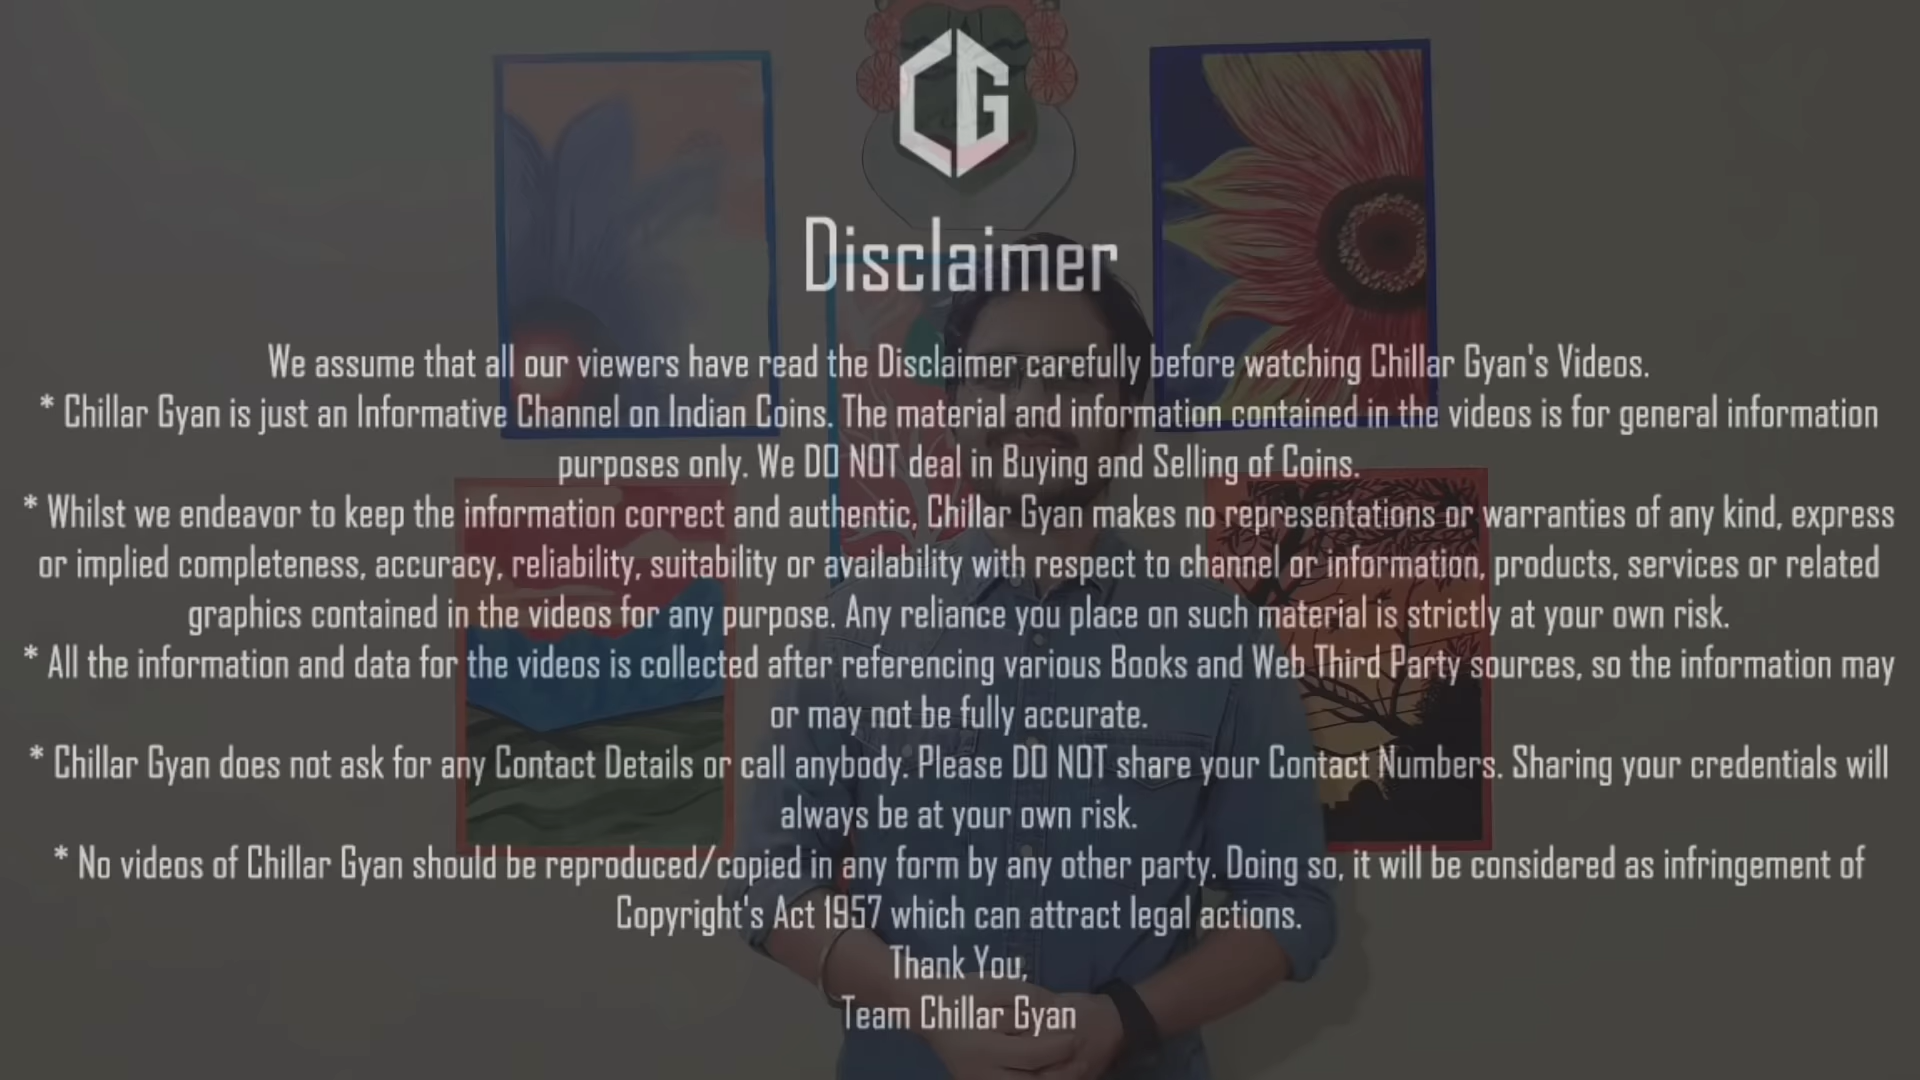 CG
Disclaimer
We assume that all our viewers have read the Disclaimer carefully before watching Chillar Gyan's Videos.
* Chillar Gyan is just an Informative Channel on Indian Coins. The material and information contained in the videos is for general information
purposes only. We DO NOT deal in Buying and Selling of Coins.
* Whilst we endeavor to keep the information correct and authentic, Chillar Gyan makes no representations or warranties of any kind, express
or implied completeness, accuracy, reliability, suitability or availability with respect to channel or information, products, services or related
graphics contained in the videos for any purpose. Any reliance you place on such material is strictly at your own risk.
* All the information and data for the videos is collected after referencing various Books and Web Third Party sources, so the information may
or may not be fully accurate.
* Chillar Gyan does not ask for any Contact Details or call anybody. Please DO NOT share your Contact Numbers. Sharing your credentials will
always be at your own risk.
* No videos of Chillar Gyan should be reproduced/copied in any form by any other party. Doing so, it will be considered as infringement of
Copyright's Act 1957 which can attract legal actions.
Thank You,
Team Chillar Gyan